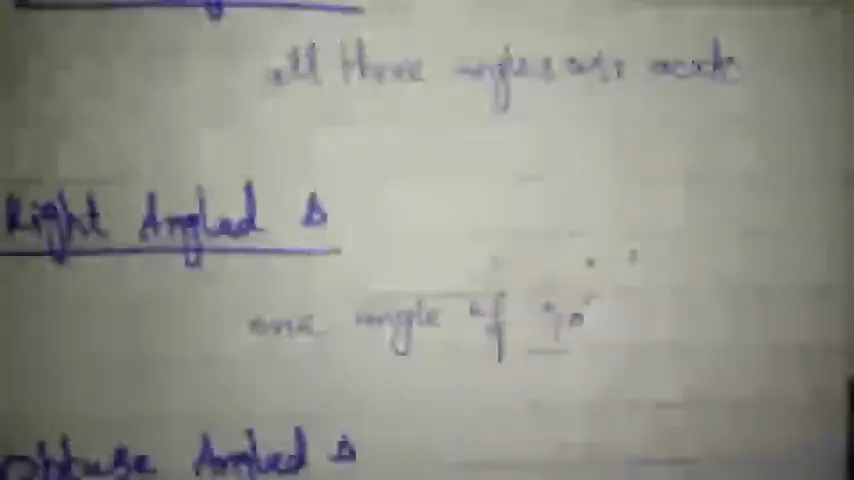 all three angles are acute
Right Angled Δ
one angle of 90°
Obtuse Angled Δ